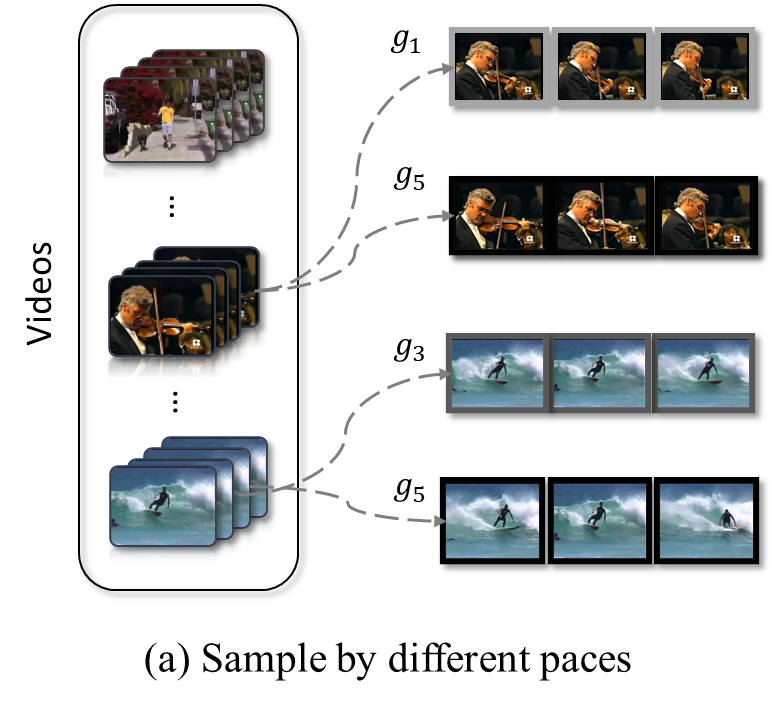 Videos
...
...
g₁
g₅
g₃
g₅
(a) Sample by different paces